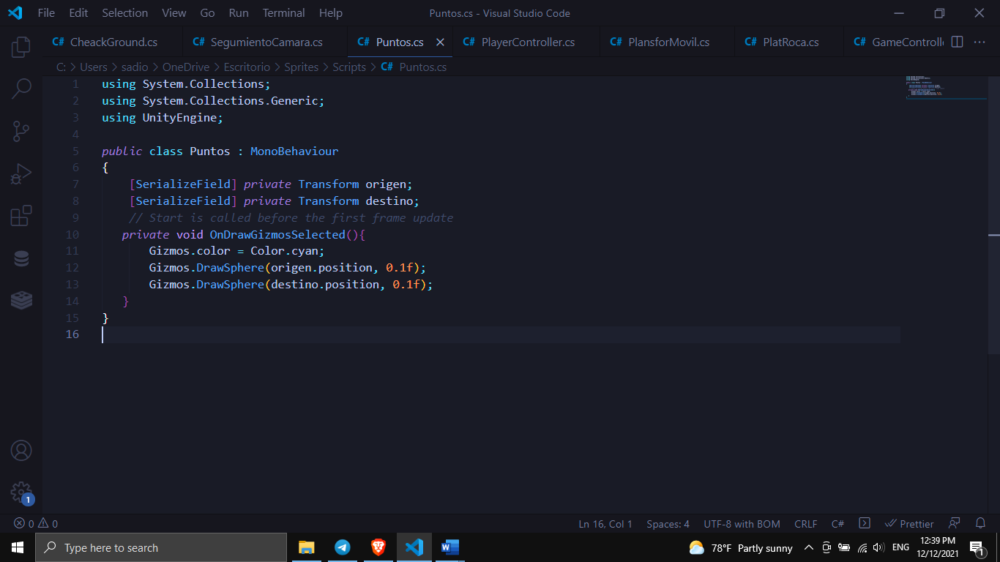 File Edit Selection View Go Run Terminal Help Puntos.cs - Visual Studio Code
C# CheackGround.cs C# SegumientoCamara.cs C# Puntos.cs C# PlayerController.cs C# PlansforMovil.cs C# PlatRoca.cs C# GameControlle
C: > Users > sadio > OneDrive > Escritorio > Sprites > Scripts > C# Puntos.cs
1 using System.Collections;
2 using System.Collections.Generic;
3 using UnityEngine;
4
5 public class Puntos : MonoBehaviour
6 {
7 [SerializeField] private Transform origen;
8 [SerializeField] private Transform destino;
9 // Start is called before the first frame update
10 private void OnDrawGizmosSelected(){
11 Gizmos.color = Color.cyan;
12 Gizmos.DrawSphere(origen.position, 0.1f);
13 Gizmos.DrawSphere(destino.position, 0.1f);
14 }
15 }
16
1
0 0 Ln 16, Col 1 Spaces: 4 UTF-8 with BOM CRLF C# Prettier
Type here to search 78°F Partly sunny ENG 12:39 PM
12/12/2021 1